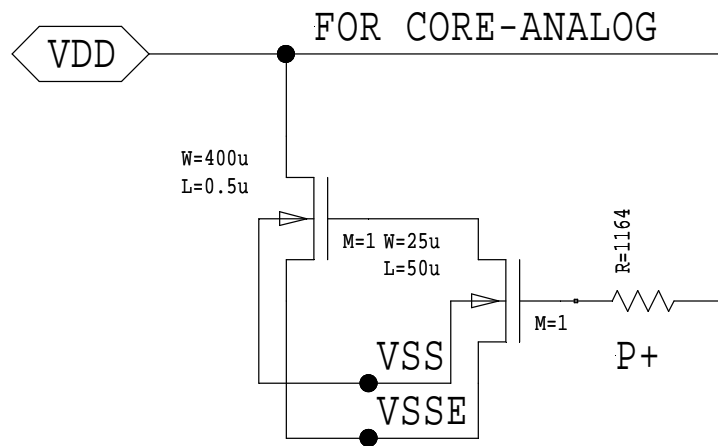 FOR CORE-ANALOG
VDD
W=400u
L=0.5u
M=1 W=25u
L=50u
R=1164
M=1
P+
VSS
VSSE